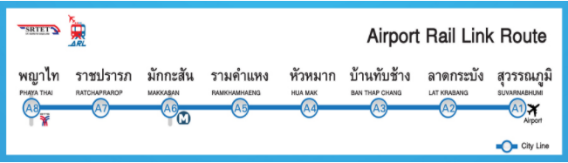 SRTET
ARL
Airport Rail Link Route
พญาไท ราชปรารภ มักกะสัน รามคำแหง หัวหมาก บ้านทับช้าง ลาดกระบัง สุวรรณภูมิ
PHAYA THAI RATCHAPRAROP MAKKASAN RAMKHAMHAENG HUA MAK BAN THAP CHANG LAT KRABANG SUVARNABHUMI
A8 A7 A6 A5 A4 A3 A2 A1
M
Airport
City Line